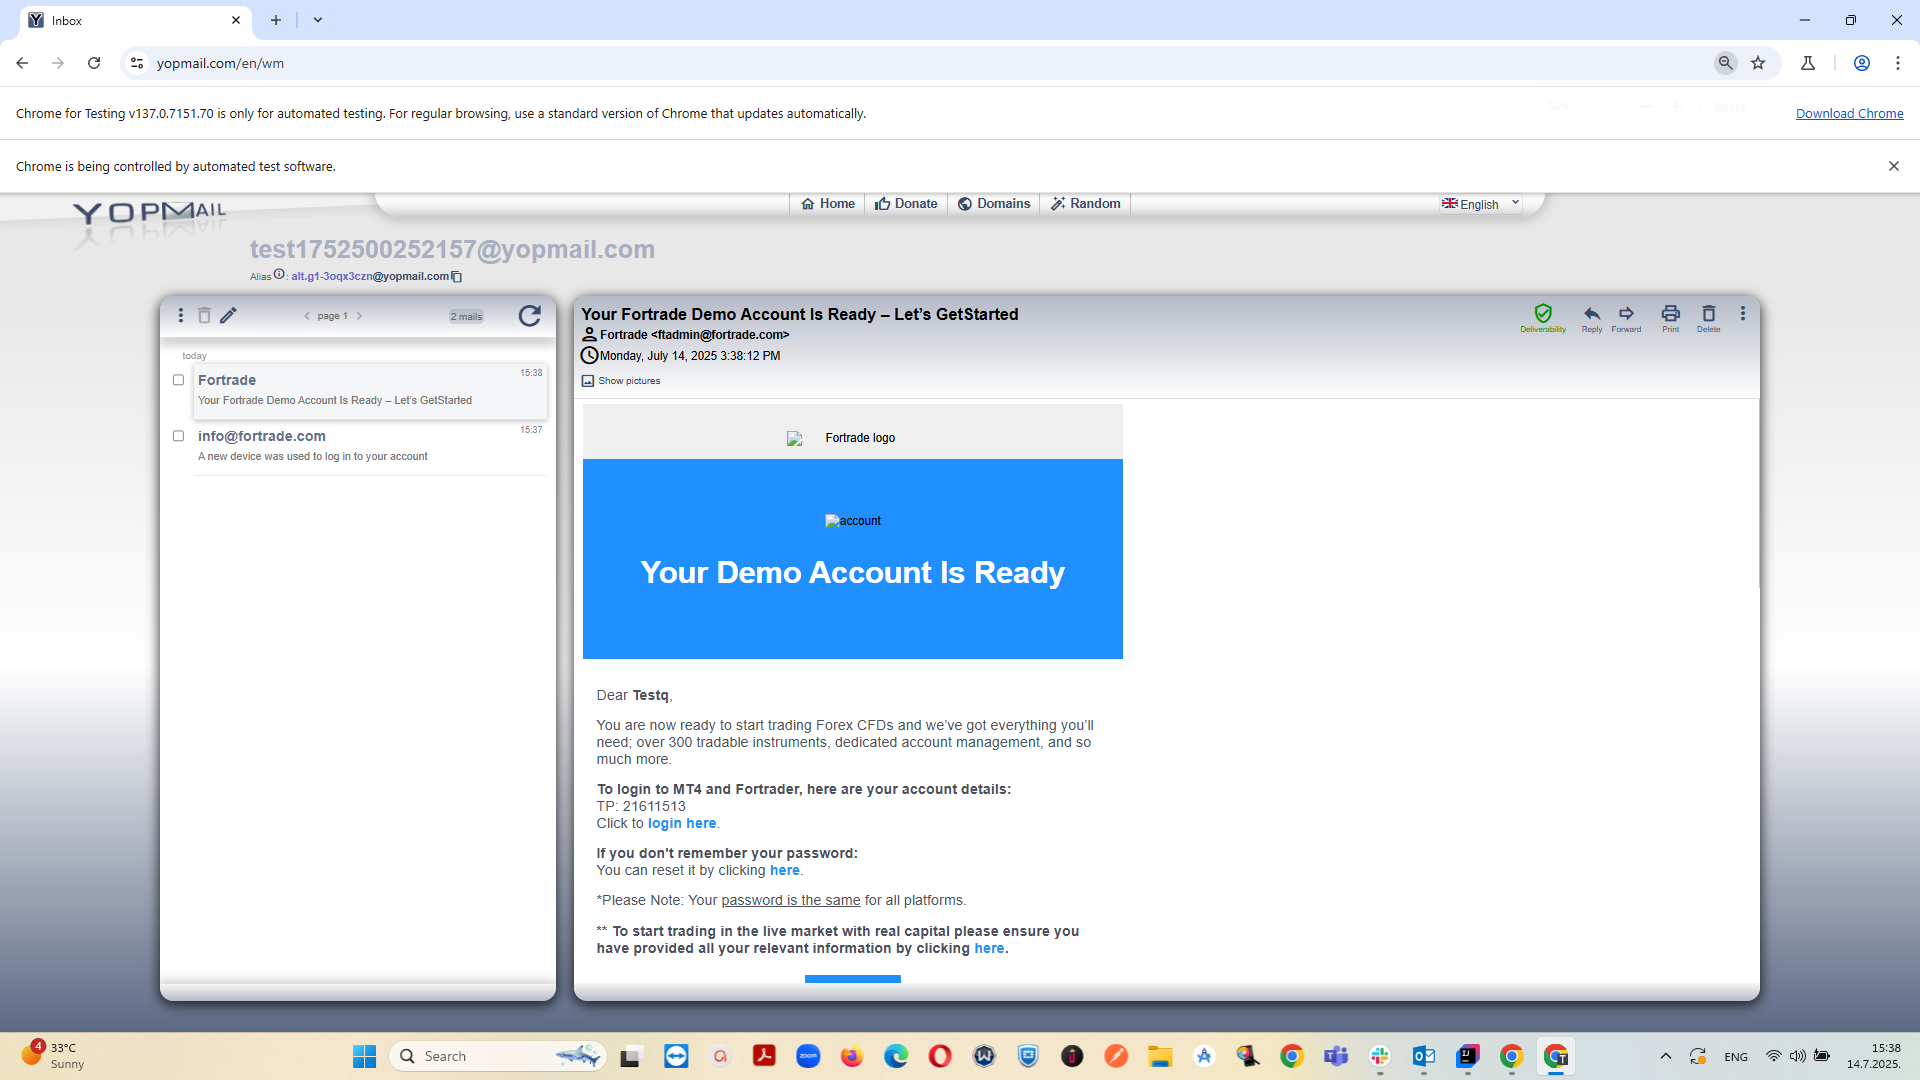 Inbox
yopmail.com/en/wm
Chrome for Testing v137.0.7151.70 is only for automated testing. For regular browsing, use a standard version of Chrome that updates automatically.
Download Chrome
Chrome is being controlled by automated test software.
YOPMAIL
Home
Donate
Domains
Random
English
test1752500252157@yopmail.com
Alias : alt.g1-3oqx3czn@yopmail.com
page 1
2 mails
today
Fortrade
15:38
Your Fortrade Demo Account Is Ready – Let's GetStarted
info@fortrade.com
15:37
A new device was used to log in to your account
Your Fortrade Demo Account Is Ready – Let's GetStarted
Fortrade <ftadmin@fortrade.com>
Monday, July 14, 2025 3:38:12 PM
Show pictures
Deliverability
Reply
Forward
Print
Delete
Fortrade logo
account
Your Demo Account Is Ready
Dear Testq,
You are now ready to start trading Forex CFDs and we've got everything you'll
need; over 300 tradable instruments, dedicated account management, and so
much more.
To login to MT4 and Fortrader, here are your account details:
TP: 21611513
Click to login here.
If you don't remember your password:
You can reset it by clicking here.
*Please Note: Your password is the same for all platforms.
** To start trading in the live market with real capital please ensure you
have provided all your relevant information by clicking here.
4
33°C
Sunny
Search
zoom
ENG
15:38
14.7.2025.